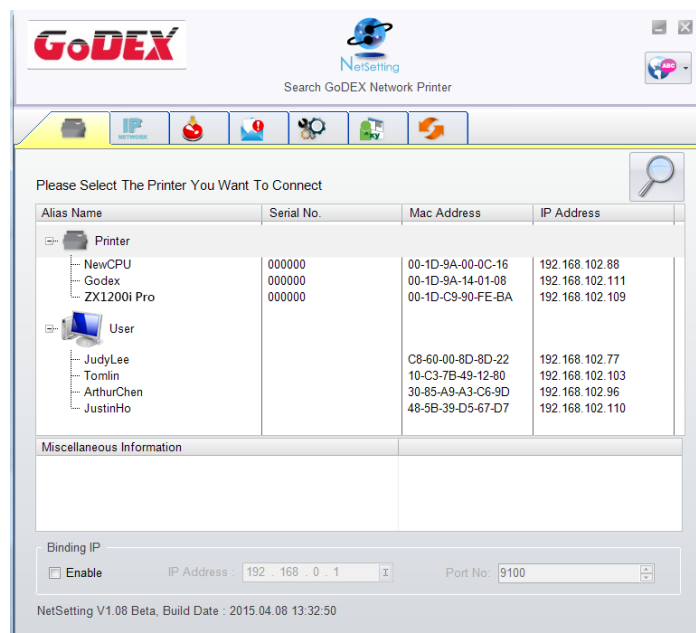 GoDEX
NetSetting
Search GoDEX Network Printer
ABC
IP
NETWORK
Please Select The Printer You Want To Connect
Alias Name Serial No. Mac Address IP Address
Printer
NewCPU 000000 00-1D-9A-00-0C-16 192.168.102.88
Godex 000000 00-1D-9A-14-01-08 192.168.102.111
ZX1200i Pro 000000 00-1D-C9-90-FE-BA 192.168.102.109
User
JudyLee C8-60-00-8D-8D-22 192.168.102.77
Tomlin 10-C3-7B-49-12-80 192.168.102.103
ArthurChen 30-85-A9-A3-C6-9D 192.168.102.96
JustinHo 48-5B-39-D5-67-D7 192.168.102.110
Miscellaneous Information
Binding IP
Enable IP Address : 192 . 168 . 0 . 1 Port No: 9100
NetSetting V1.08 Beta, Build Date : 2015.04.08 13:32:50